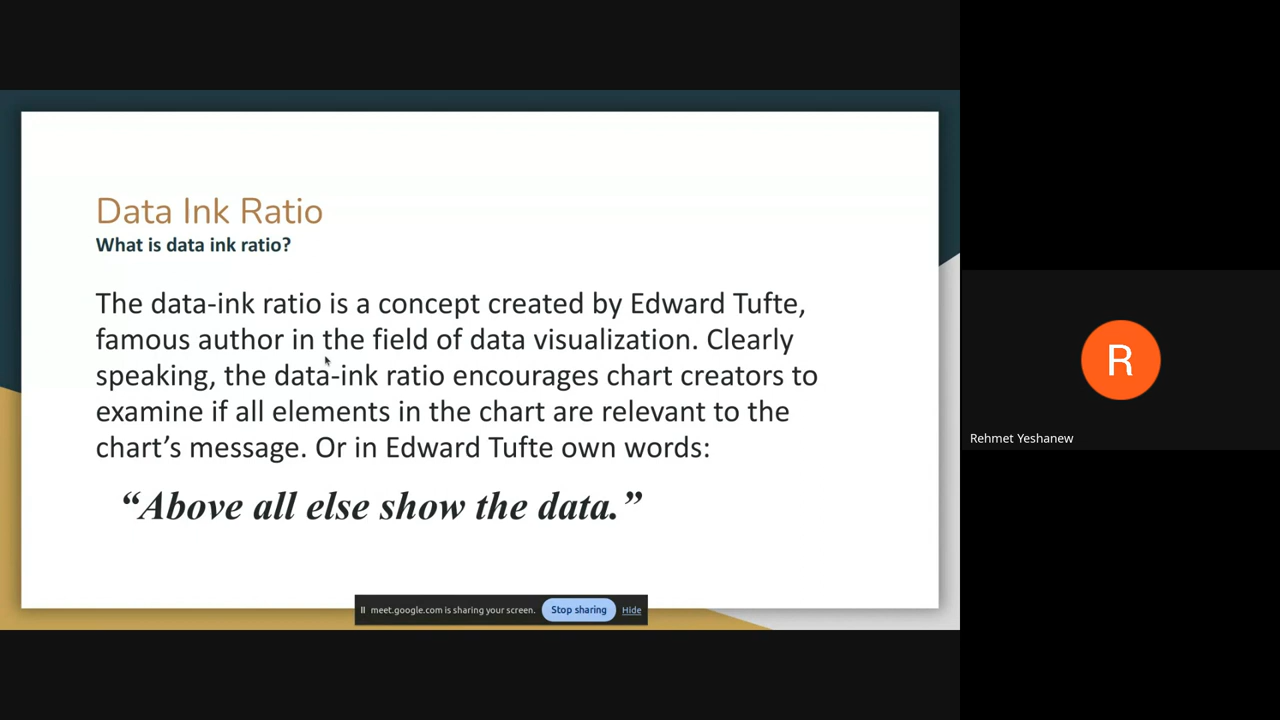 Data Ink Ratio
What is data ink ratio?
The data-ink ratio is a concept created by Edward Tufte,
famous author in the field of data visualization. Clearly
speaking, the data-ink ratio encourages chart creators to
examine if all elements in the chart are relevant to the
chart’s message. Or in Edward Tufte own words:
“Above all else show the data.”
meet.google.com is sharing your screen. Stop sharing Hide
R
Rehmet Yeshanew